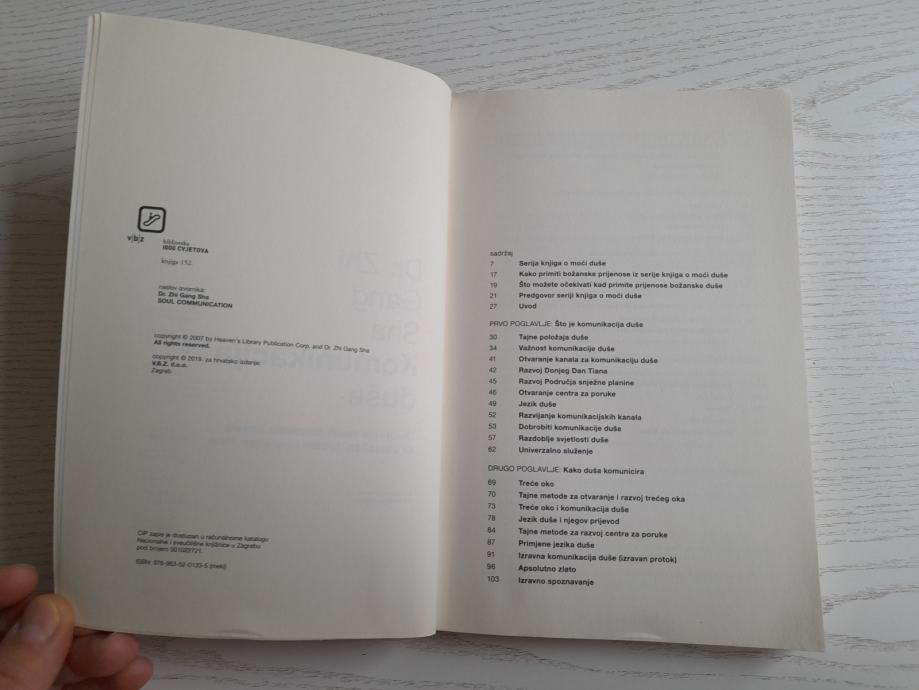 v|b|z
biblioteka
1000 CVJETOVA
knjiga 152.
naslov izvornika:
Dr. Zhi Gang Sha
SOUL COMMUNICATION
copyright © 2007 by Heaven's Library Publication Corp. and Dr. Zhi Gang Sha
All rights reserved.
copyright © 2019. za hrvatsko izdanje:
V.B.Z. d.o.o.
Zagreb
CIP zapis je dostupan u računalnome katalogu
Nacionalne i sveučilišne knjižnice u Zagrebu
pod brojem 001022721.
ISBN: 978-953-52-0133-5 (meki)
sadržaj
7 Serija knjiga o moći duše
17 Kako primiti božanske prijenose iz serije knjiga o moći duše
19 Što možete očekivati kad primite prijenose božanske duše
21 Predgovor seriji knjiga o moći duše
27 Uvod
PRVO POGLAVLJE: Što je komunikacija duše
30 Tajne položaja duše
34 Važnost komunikacije duše
41 Otvaranje kanala za komunikaciju duše
42 Razvoj Donjeg Dan Tiana
45 Razvoj Područja snježne planine
46 Otvaranje centra za poruke
49 Jezik duše
52 Razvijanje komunikacijskih kanala
53 Dobrobiti komunikacije duše
57 Razdoblje svjetlosti duše
62 Univerzalno služenje
DRUGO POGLAVLJE: Kako duša komunicira
69 Treće oko
70 Tajne metode za otvaranje i razvoj trećeg oka
73 Treće oko i komunikacija duše
78 Jezik duše i njegov prijevod
84 Tajne metode za razvoj centra za poruke
87 Primjene jezika duše
91 Izravna komunikacija duše (izravan protok)
96 Apsolutno zlato
103 Izravno spoznavanje